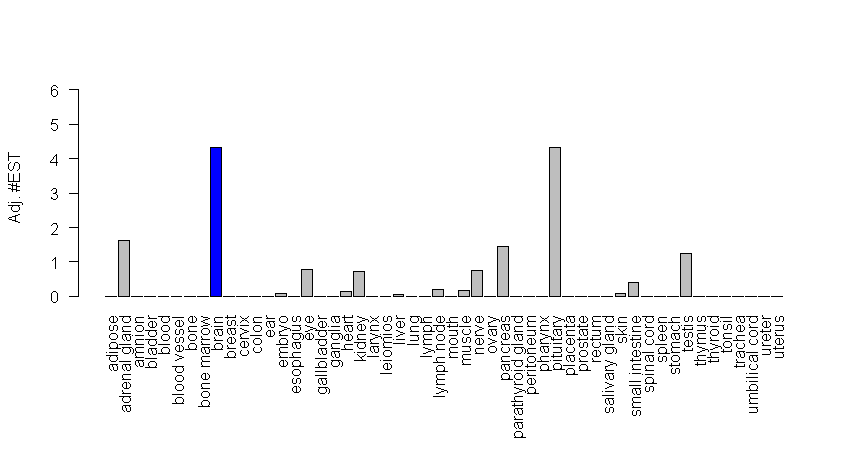 Adj. #EST
6
5
4
3
2
1
0
adipose
adrenal gland
amnion
bladder
blood
blood vessel
bone
bone marrow
brain
breast
cervix
colon
ear
embryo
esophagus
eye
gallbladder
ganglia
heart
kidney
larynx
leiomios
liver
lung
lymph
lymph node
mouth
muscle
nerve
ovary
pancreas
parathyroid gland
peritoneum
pharynx
pituitary
placenta
prostate
rectum
salivary gland
skin
small intestine
spinal cord
spleen
stomach
testis
thymus
thyroid
tonsil
trachea
umbilical cord
ureter
uterus